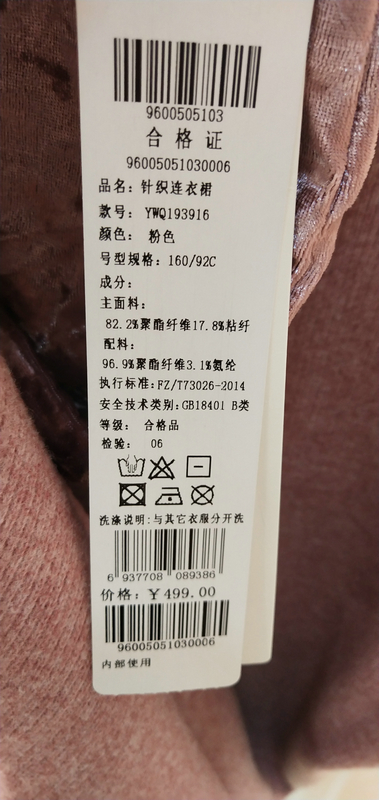 9600505103
合格证
96005051030006
品名：针织连衣裙
款号：YWQ193916
颜色：粉色
号型规格：160/92C
成分：
主面料：
82.2%聚酯纤维17.8%粘纤
配料：
96.9%聚酯纤维3.1%氨纶
执行标准:FZ/T73026-2014
安全技术类别:GB18401 B类
等级：合格品
检验：06
洗涤说明:与其它衣服分开洗
6 937708 089386
价格：￥499.00
96005051030006
内部使用